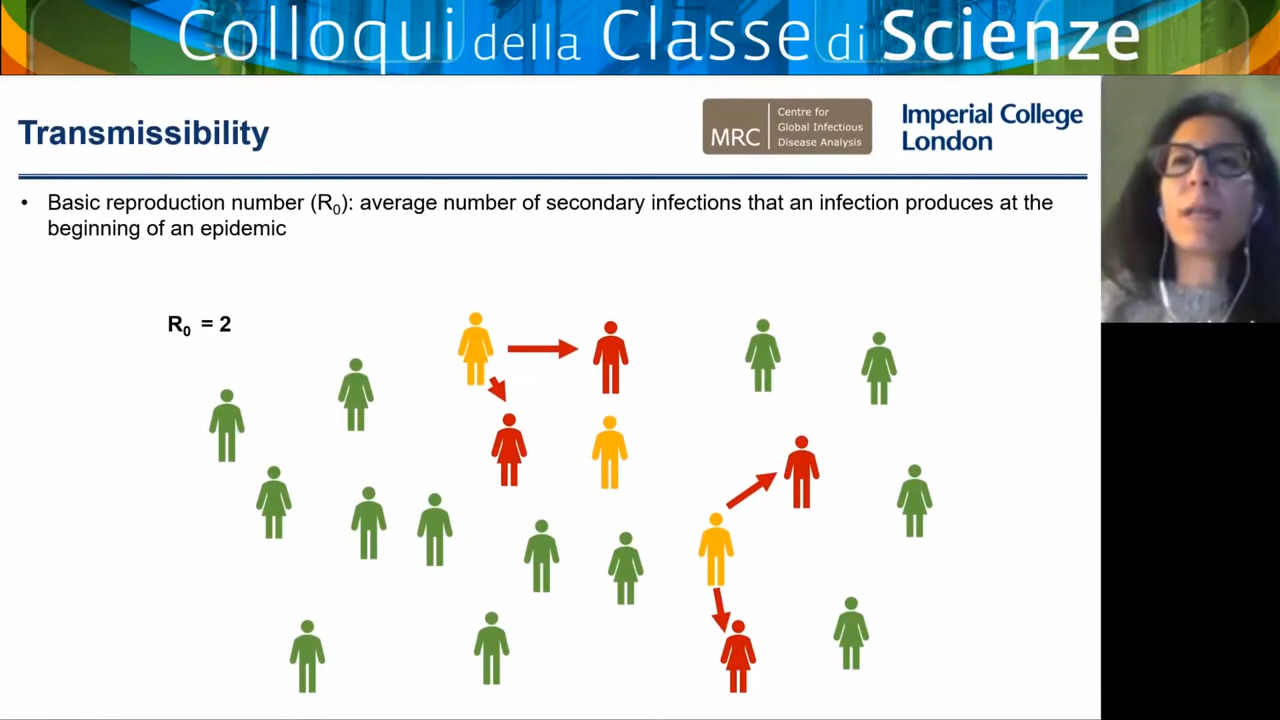 Colloqui della Classe di Scienze
Transmissibility
MRC
Centre for
Global Infectious
Disease Analysis
Imperial College
London
• Basic reproduction number (R₀): average number of secondary infections that an infection produces at the
beginning of an epidemic
R₀ = 2